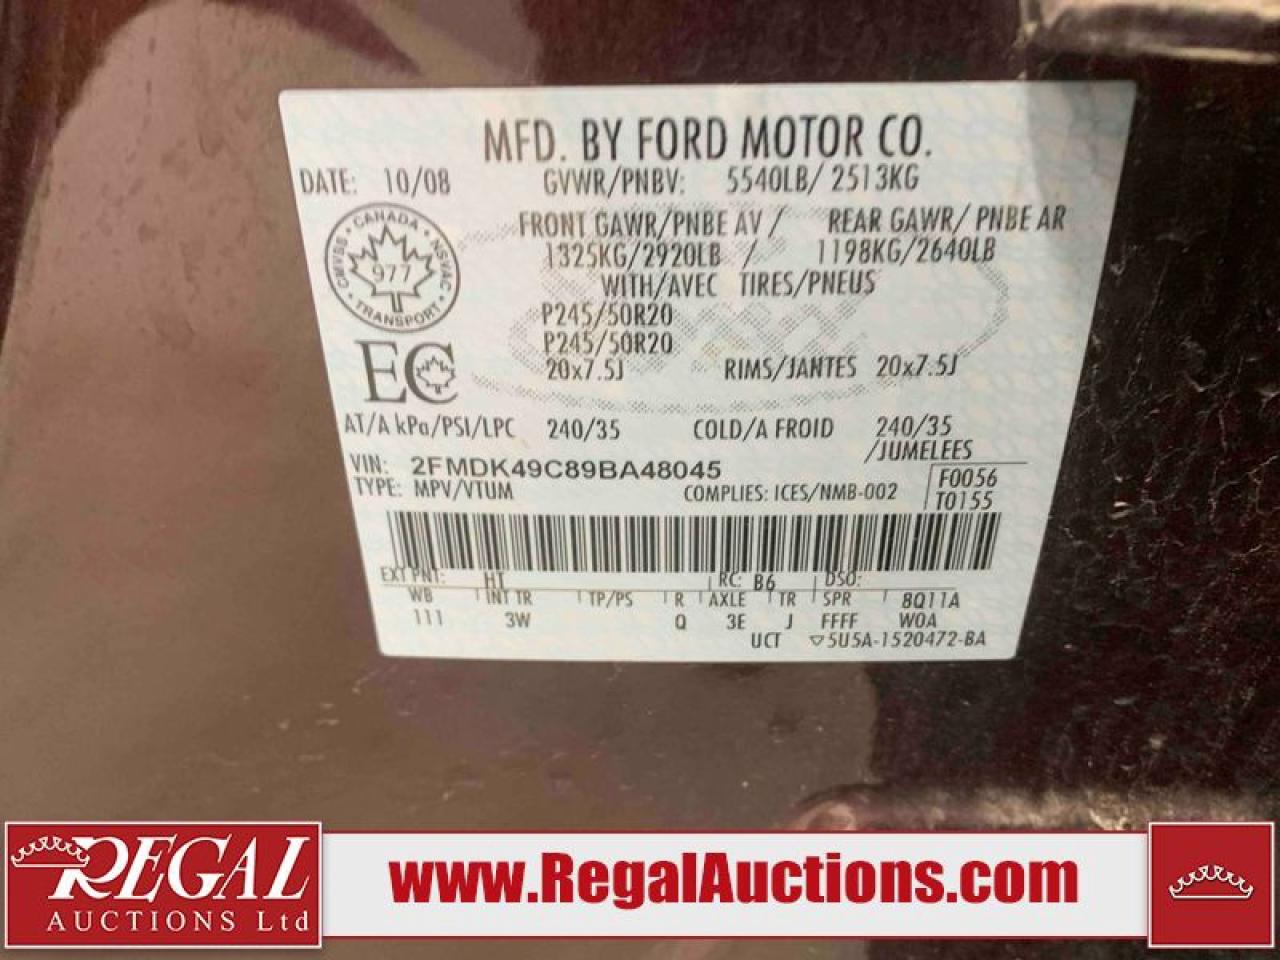 MFD. BY FORD MOTOR CO.
DATE: 10/08 GVWR/PNBV: 5540LB/ 2513KG
FRONT GAWR/PNBE AV / REAR GAWR/ PNBE AR
1325KG/2920LB / 1198KG/2640LB
WITH/AVEC TIRES/PNEUS
CANADA
CMVSS NSVAC
977
TRANSPORT
P245/50R20
P245/50R20
EC
20x7.5J RIMS/JANTES 20x7.5J
AT/A kPa/PSI/LPC 240/35 COLD/A FROID 240/35
/JUMELEES
VIN: 2FMDK49C89BA48045
TYPE: MPV/VTUM COMPLIES: ICES/NMB-002
F0056
T0155
EXT PNT: HT RC: B6 DSO:
WB INT TR TP/PS R AXLE TR SPR 8Q11A
111 3W Q 3E J FFFF WOA
UCT ▽5U5A-1520472-BA
REGAL
AUCTIONS Ltd
www.RegalAuctions.com